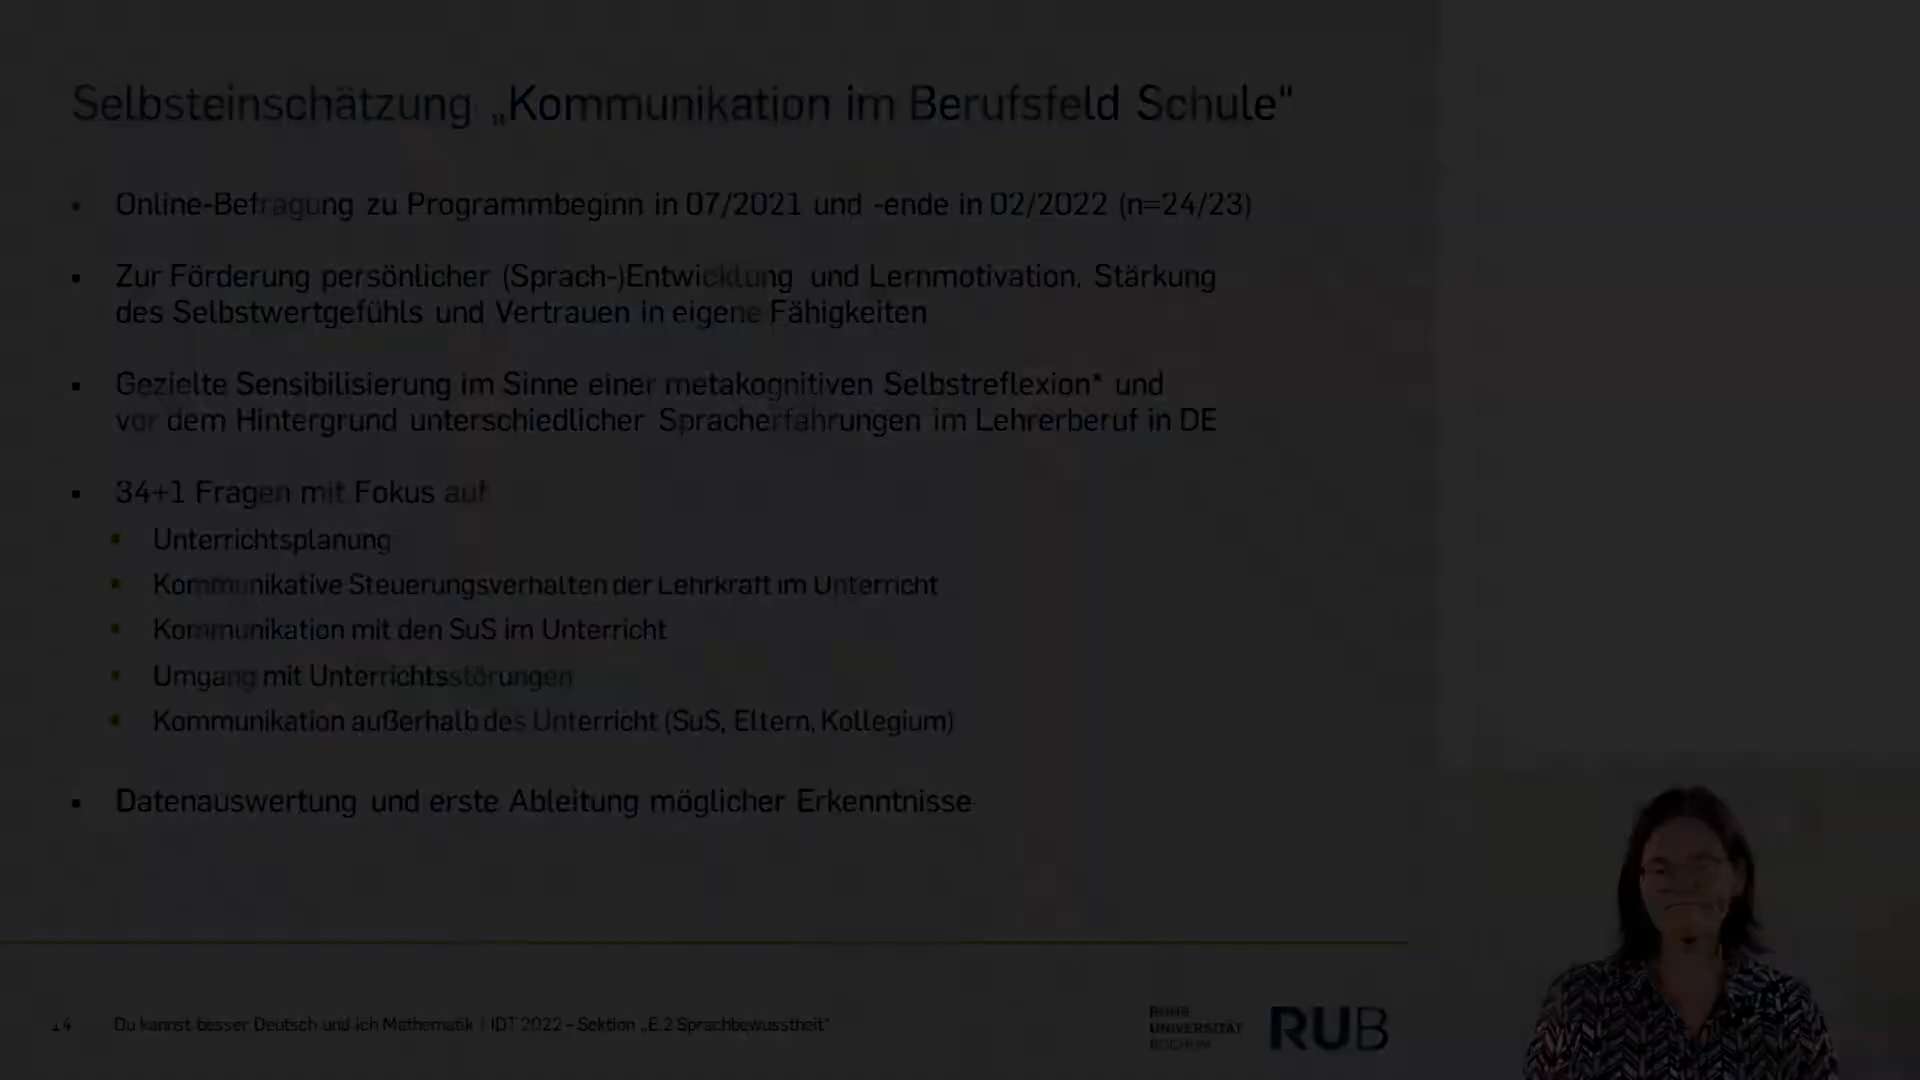 Selbsteinschätzung „Kommunikation im Berufsfeld Schule"
▪ Online-Befragung zu Programmbeginn in 07/2021 und -ende in 02/2022 (n=24/23)
▪ Zur Förderung persönlicher (Sprach-)Entwicklung und Lernmotivation, Stärkung
des Selbstwertgefühls und Vertrauen in eigene Fähigkeiten
▪ Gezielte Sensibilisierung im Sinne einer metakognitiven Selbstreflexion* und
vor dem Hintergrund unterschiedlicher Spracherfahrungen im Lehrerberuf in DE
▪ 34+1 Fragen mit Fokus auf
▪ Unterrichtsplanung
▪ Kommunikative Steuerungsverhalten der Lehrkraft im Unterricht
▪ Kommunikation mit den SuS im Unterricht
▪ Umgang mit Unterrichtsstörungen
▪ Kommunikation außerhalb des Unterricht (SuS, Eltern, Kollegium)
▪ Datenauswertung und erste Ableitung möglicher Erkenntnisse
14 Du kannst besser Deutsch und ich Mathematik | IDT 2022 – Sektion „E.2 Sprachbewusstheit"
RUHR
UNIVERSITÄT
BOCHUM
RUB